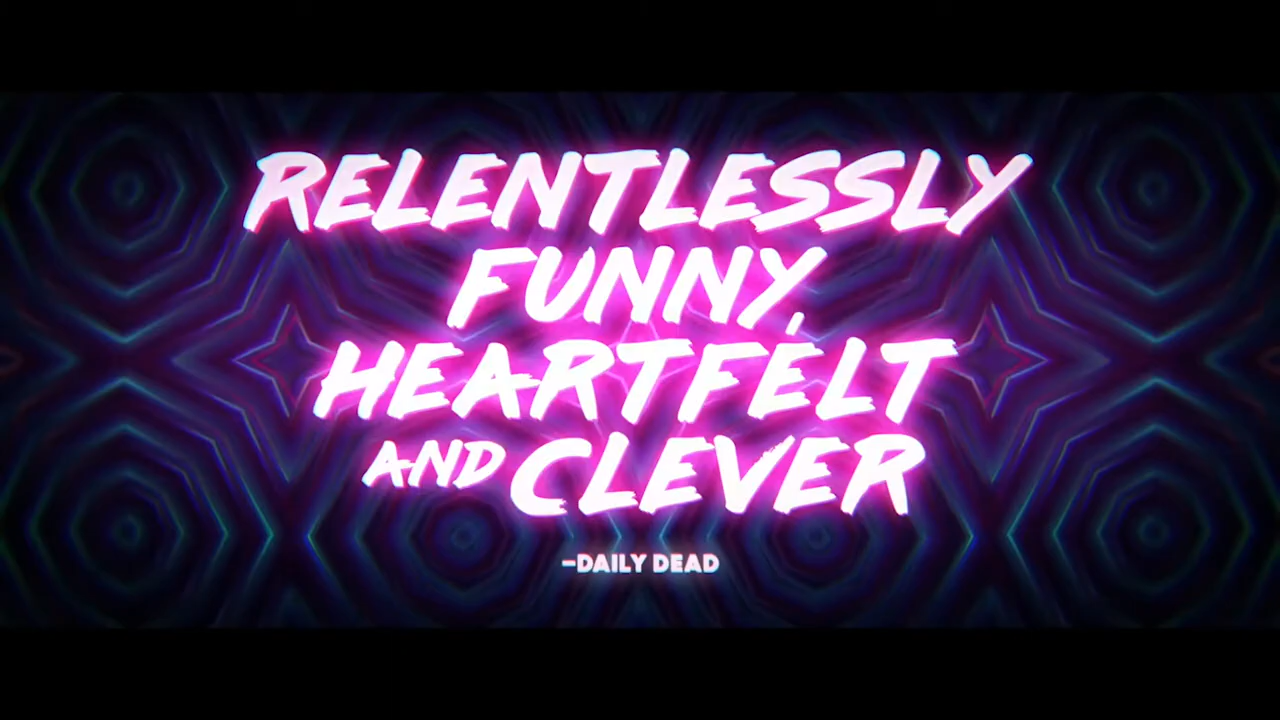 RELENTLESSLY
FUNNY,
HEARTFELT
AND CLEVER
–DAILY DEAD